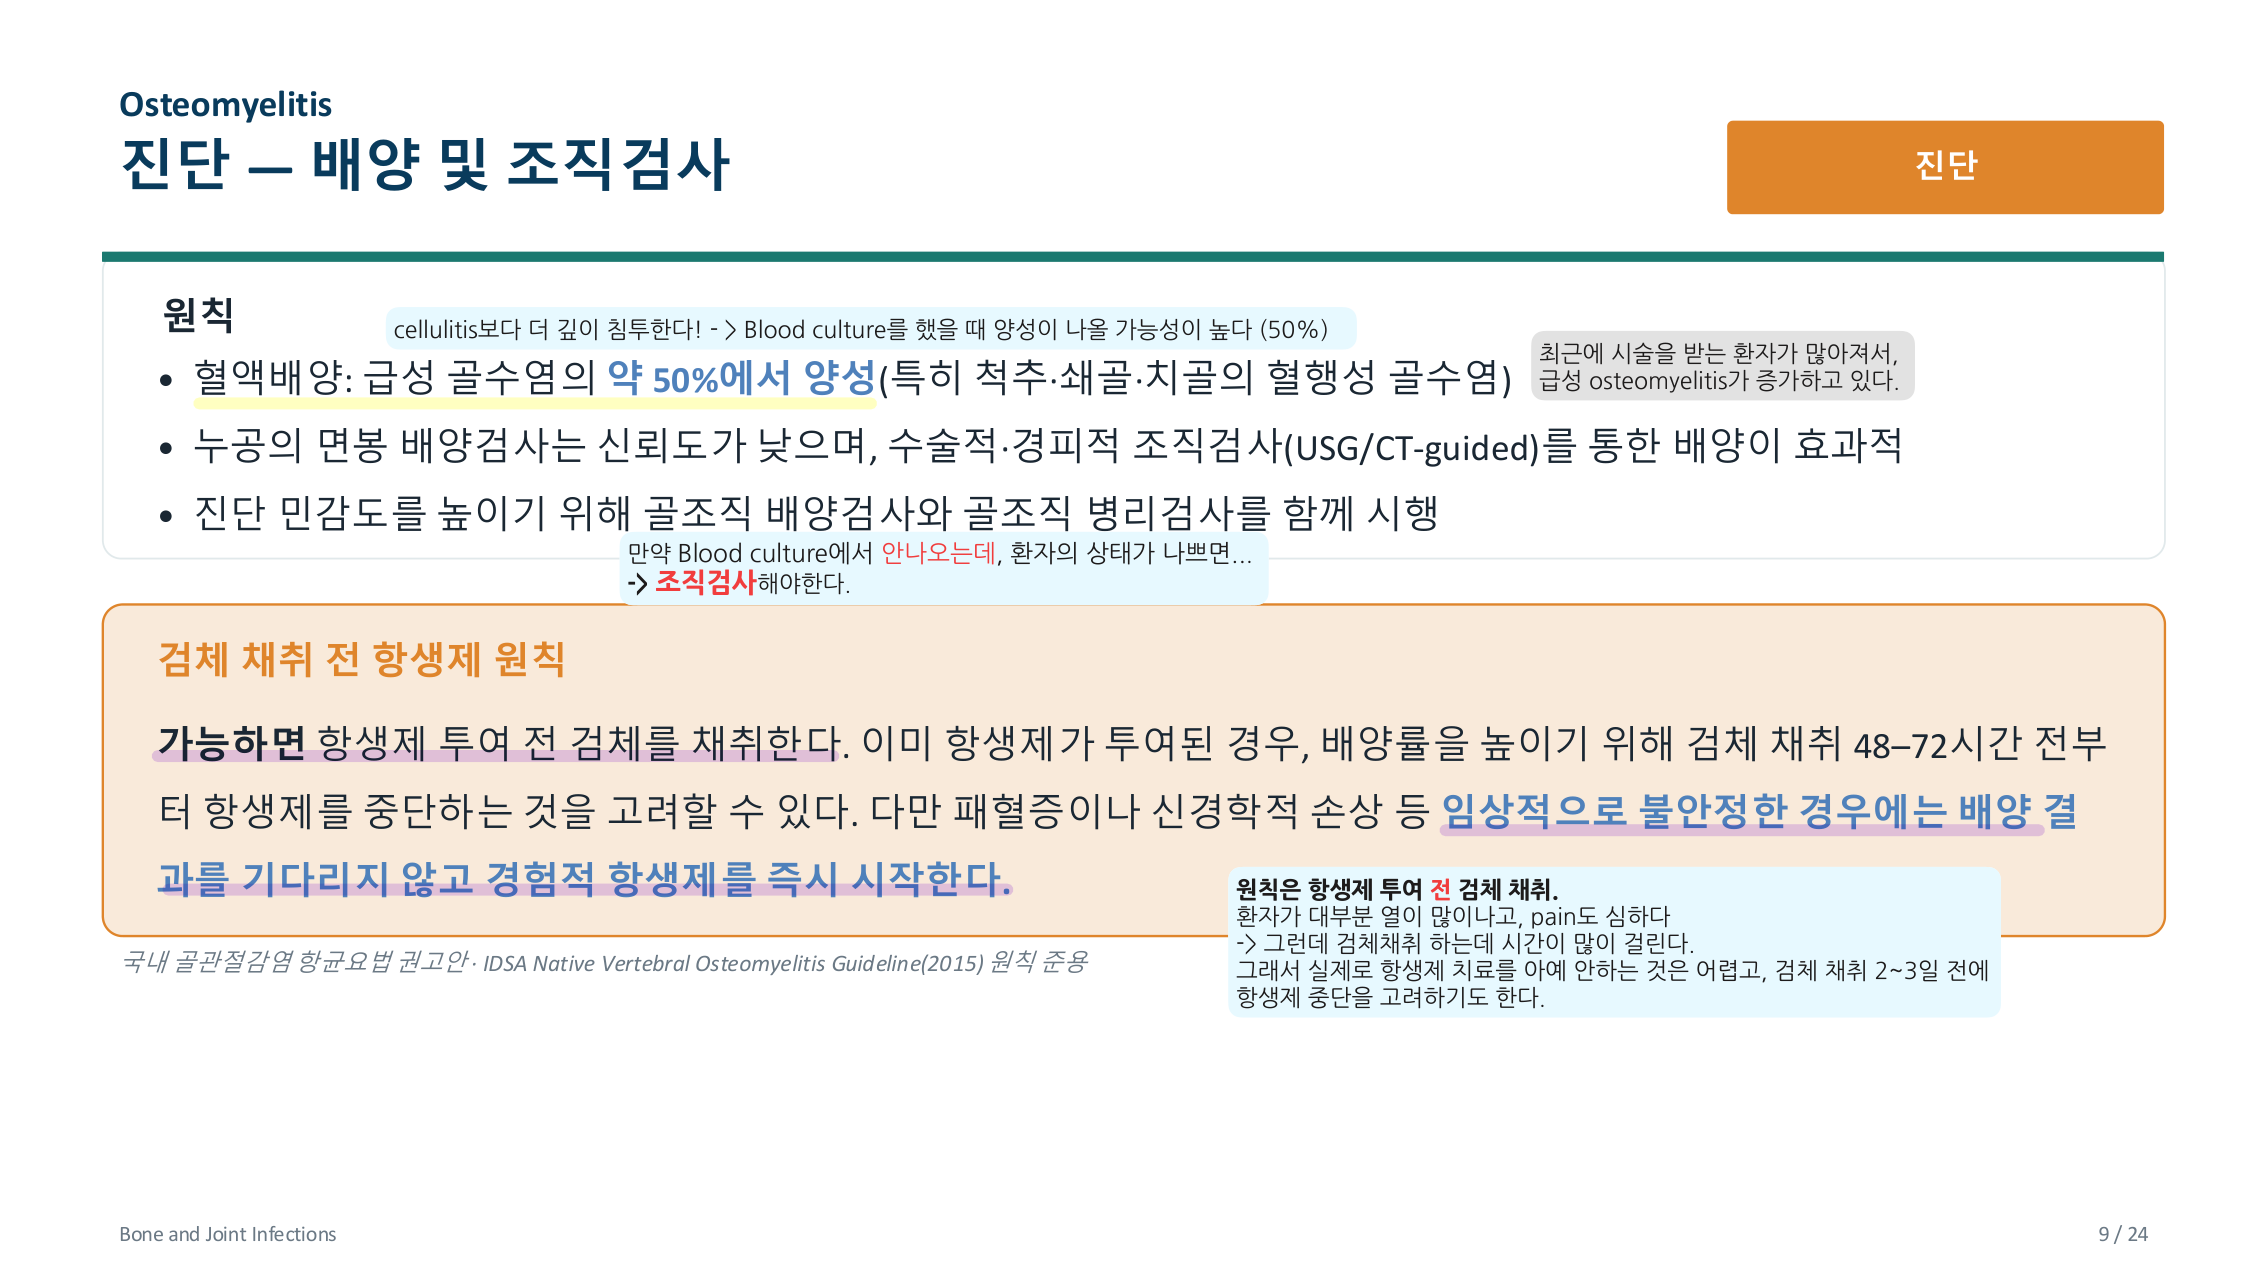 Osteomyelitis
진단 — 배양 및 조직검사
진단
원칙
cellulitis보다 더 깊이 침투한다! - > Blood culture를 했을 때 양성이 나올 가능성이 높다 (50%)
• 혈액배양: 급성 골수염의 약 50%에서 양성(특히 척추·쇄골·치골의 혈행성 골수염)
최근에 시술을 받는 환자가 많아져서,
급성 osteomyelitis가 증가하고 있다.
• 누공의 면봉 배양검사는 신뢰도가 낮으며, 수술적·경피적 조직검사(USG/CT-guided)를 통한 배양이 효과적
• 진단 민감도를 높이기 위해 골조직 배양검사와 골조직 병리검사를 함께 시행
만약 Blood culture에서 안나오는데, 환자의 상태가 나쁘면...
-> 조직검사해야한다.
검체 채취 전 항생제 원칙
가능하면 항생제 투여 전 검체를 채취한다. 이미 항생제가 투여된 경우, 배양률을 높이기 위해 검체 채취 48–72시간 전부
터 항생제를 중단하는 것을 고려할 수 있다. 다만 패혈증이나 신경학적 손상 등 임상적으로 불안정한 경우에는 배양 결
과를 기다리지 않고 경험적 항생제를 즉시 시작한다.
원칙은 항생제 투여 전 검체 채취.
환자가 대부분 열이 많이나고, pain도 심하다
-> 그런데 검체채취 하는데 시간이 많이 걸린다.
그래서 실제로 항생제 치료를 아예 안하는 것은 어렵고, 검체 채취 2~3일 전에
항생제 중단을 고려하기도 한다.
국내 골관절감염 항균요법 권고안 · IDSA Native Vertebral Osteomyelitis Guideline(2015) 원칙 준용
Bone and Joint Infections
9 / 24